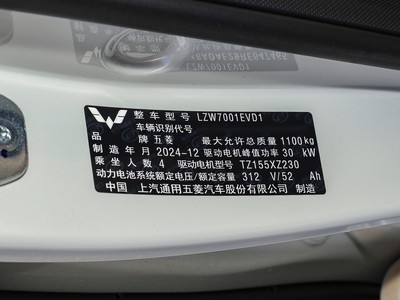 整车型号 LZW7001EVD1
车辆识别代号
品 牌 五菱 最大允许总质量 1100kg
制造年月 2024-12 驱动电机峰值功率 30 kW
乘坐人数 4 驱动电机型号 TZ155XZ230
动力电池系统额定电压/额定容量 312 V/52 Ah
中国 上汽通用五菱汽车股份有限公司 制造